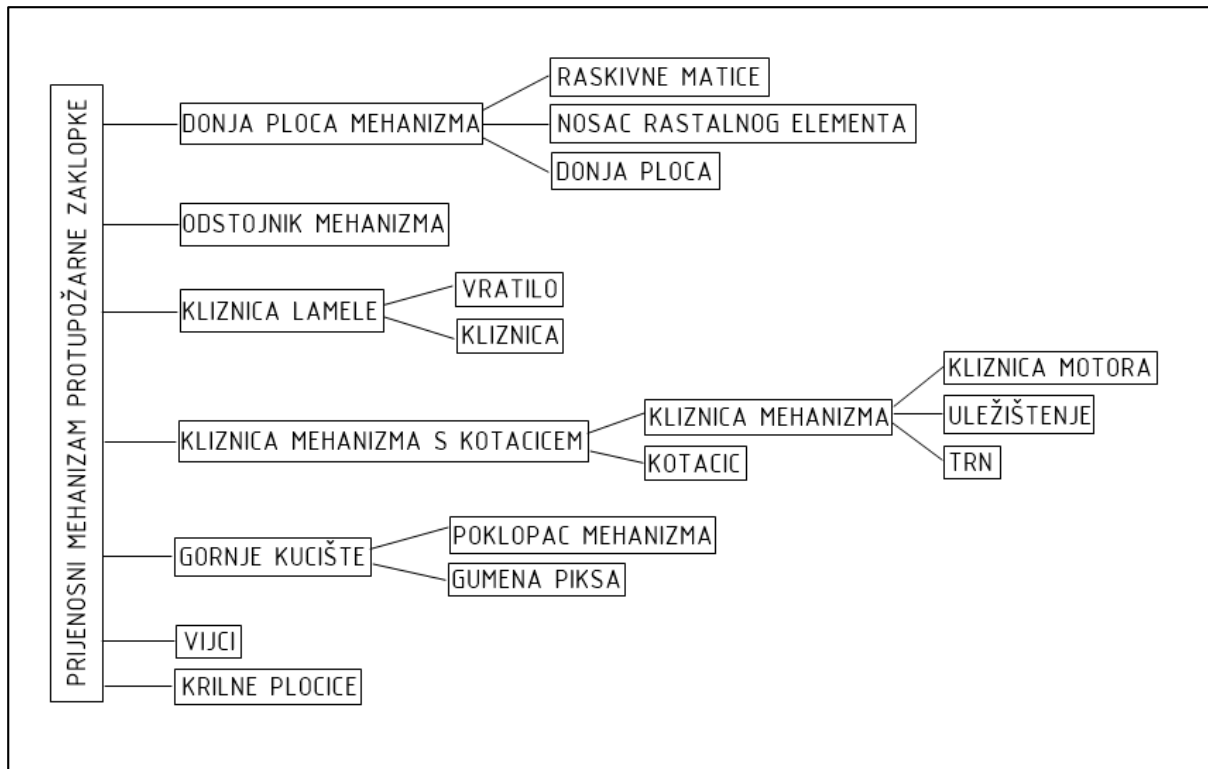 PRIJENOSNI MEHANIZAM PROTUPOŽARNE ZAKLOPKE
DONJA PLOCA MEHANIZMA
RASKIVNE MATICE
NOSAC RASTALNOG ELEMENTA
DONJA PLOCA
ODSTOJNIK MEHANIZMA
KLIZNICA LAMELE
VRATILO
KLIZNICA
KLIZNICA MEHANIZMA S KOTACICEM
KLIZNICA MEHANIZMA
KLIZNICA MOTORA
ULEŽIŠTENJE
TRN
KOTACIC
GORNJE KUCIŠTE
POKLOPAC MEHANIZMA
GUMENA PIKSA
VIJCI
KRILNE PLOCICE